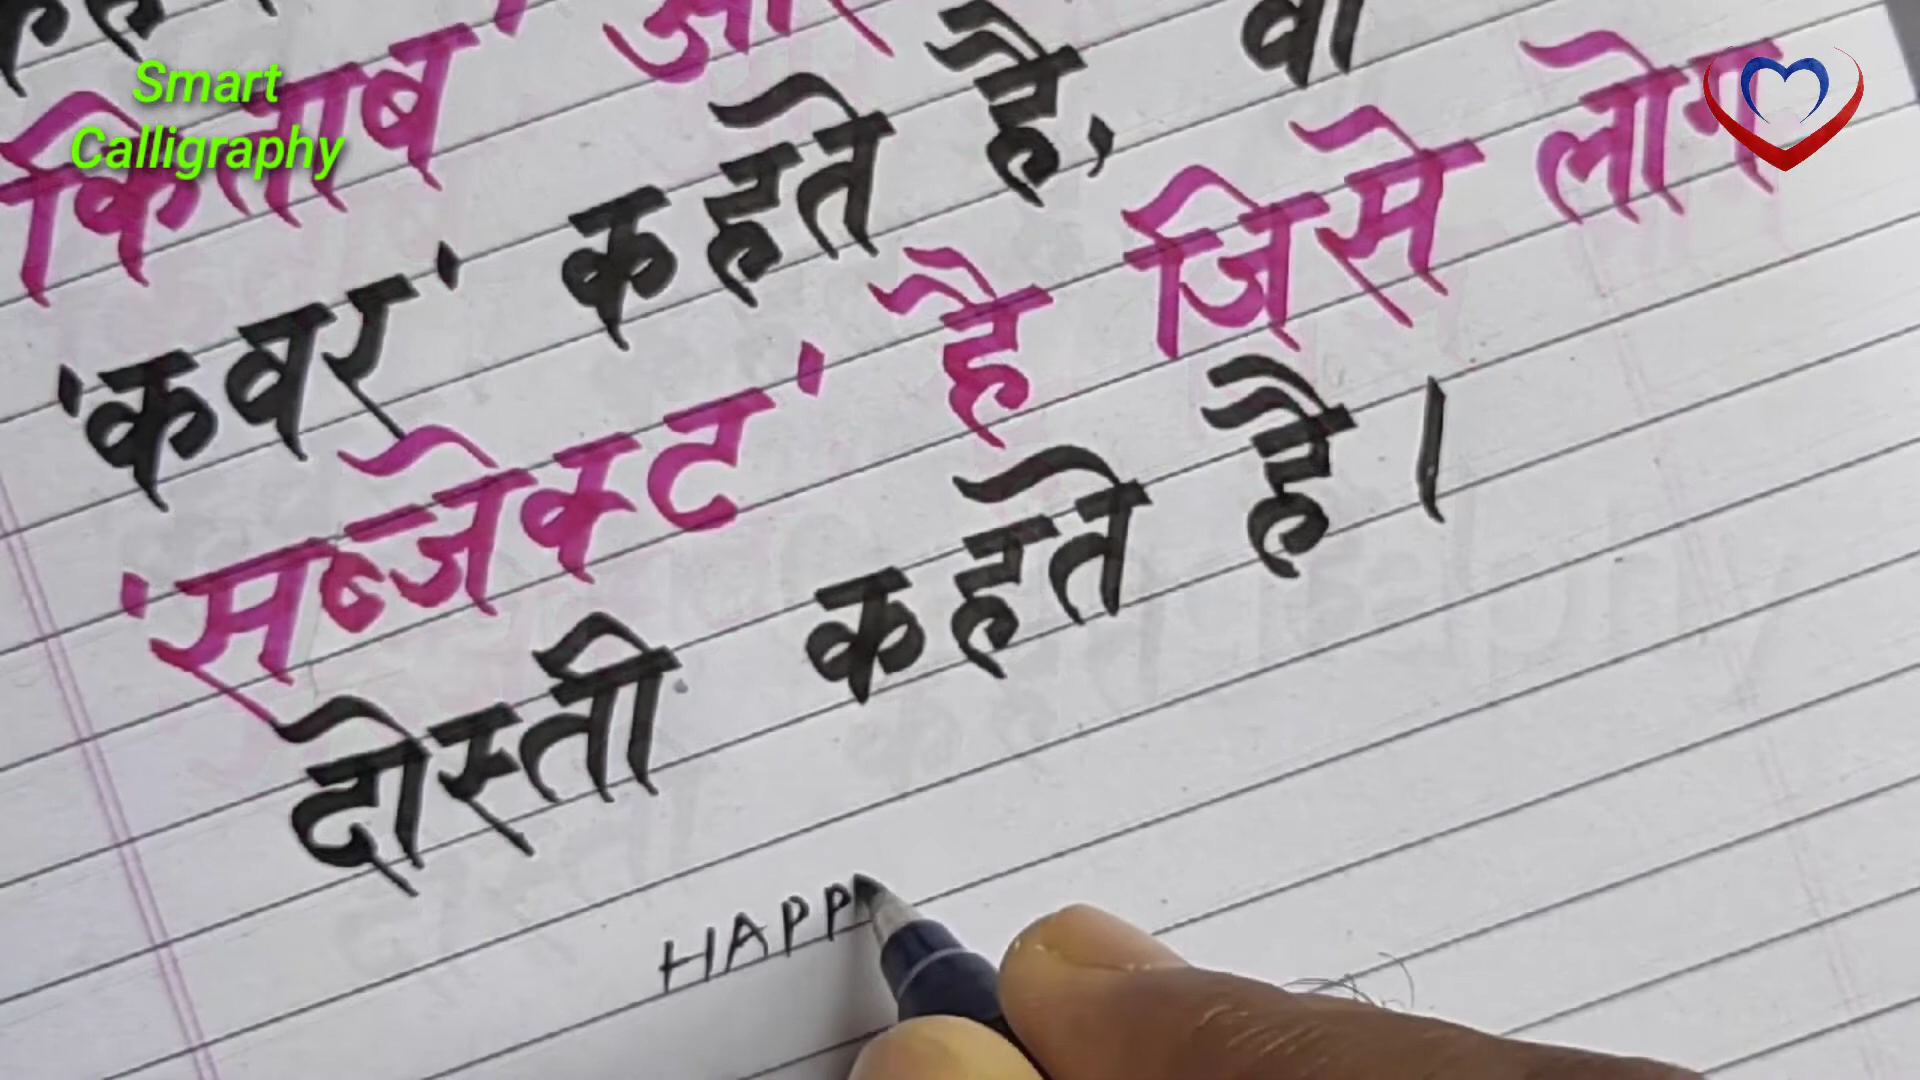 Smart
Calligraphy
किताब'
'कवर' कहते है, वो
'सब्जेक्ट' है जिसे लोग
दोस्ती कहते है।
HAPP